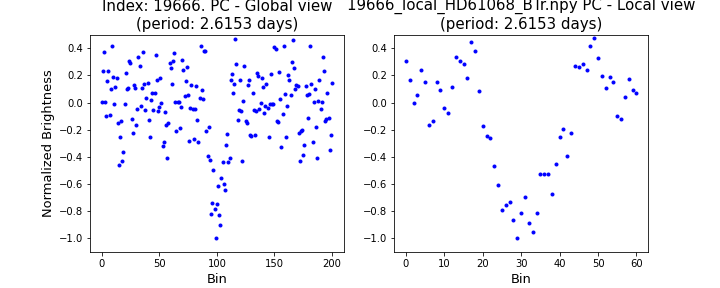 Index: 19666. PC - Global view
(period: 2.6153 days)
19666_local_HD61068_BTr.npy PC - Local view
(period: 2.6153 days)
Normalized Brightness
0.4
0.2
0.0
−0.2
−0.4
−0.6
−0.8
−1.0
0 50 100 150 200
Bin
0.4
0.2
0.0
−0.2
−0.4
−0.6
−0.8
−1.0
0 10 20 30 40 50 60
Bin